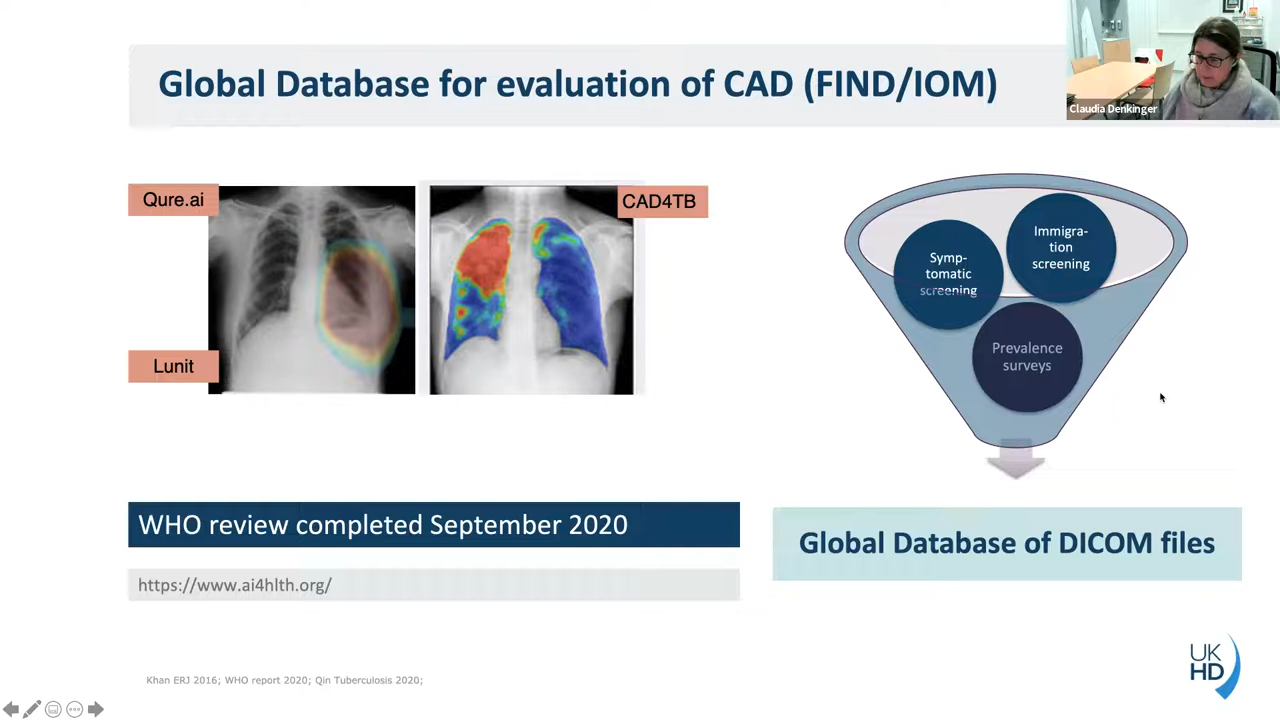 Global Database for evaluation of CAD (FIND/IOM)
Claudia Denkinger
Qure.ai
CAD4TB
Lunit
Symp-
tomatic
screening
Immigra-
tion
screening
Prevalence
surveys
WHO review completed September 2020
https://www.ai4hlth.org/
Global Database of DICOM files
Khan ERJ 2016; WHO report 2020; Qin Tuberculosis 2020;
UK
HD